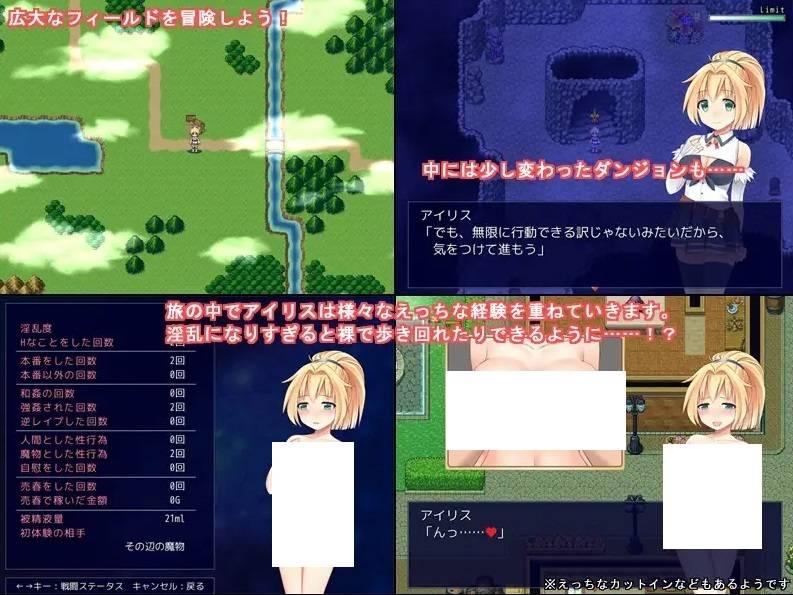 広大なフィールドを冒険しよう！
Limit
中には少し変わったダンジョンも……
アイリス
「でも、無限に行動できる訳じゃないみたいだから、
気をつけて進もう」
旅の中でアイリスは様々なえっちな経験を重ねていきます。
淫乱になりすぎると裸で歩き回れたりできるように……！？
淫乱度
Hなことをした回数
本番をした回数 2回
本番以外の回数 0回
和姦の回数 0回
強姦された回数 2回
逆レイプした回数 0回
人間とした性行為 0回
魔物とした性行為 2回
自慰をした回数 0回
売春をした回数 0回
売春で稼いだ金額 0G
被精液量 21ml
初体験の相手
その辺の魔物
←→キー：戦闘ステータス キャンセル：戻る
アイリス
「んっ……♥」
※えっちなカットインなどもあるようです